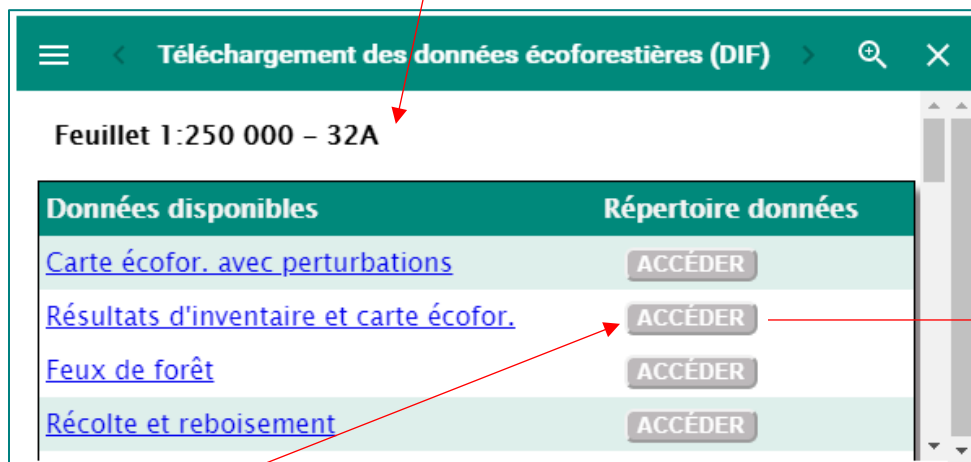 Téléchargement des données écoforestières (DIF)
Feuillet 1:250 000 – 32A
Données disponibles Répertoire données
Carte écofor. avec perturbations ACCÉDER
Résultats d'inventaire et carte écofor. ACCÉDER
Feux de forêt ACCÉDER
Récolte et reboisement ACCÉDER